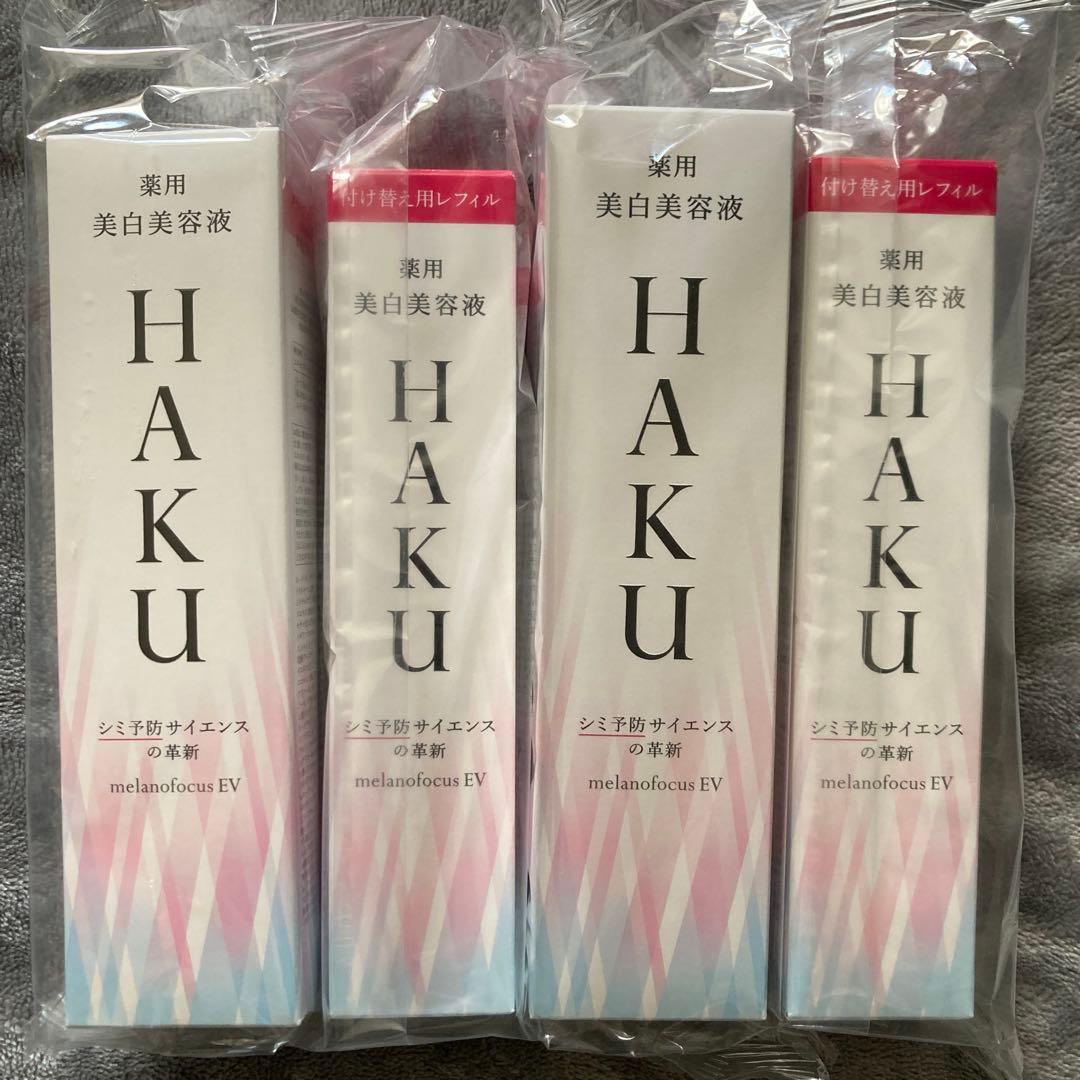 薬用
美白美容液
HAKU
シミ予防サイエンス
の革新
melanofocus EV
付け替え用レフィル
薬用
美白美容液
HAKU
シミ予防サイエンス
の革新
melanofocus EV
薬用
美白美容液
HAKU
シミ予防サイエンス
の革新
melanofocus EV
付け替え用レフィル
薬用
美白美容液
HAKU
シミ予防サイエンス
の革新
melanofocus EV